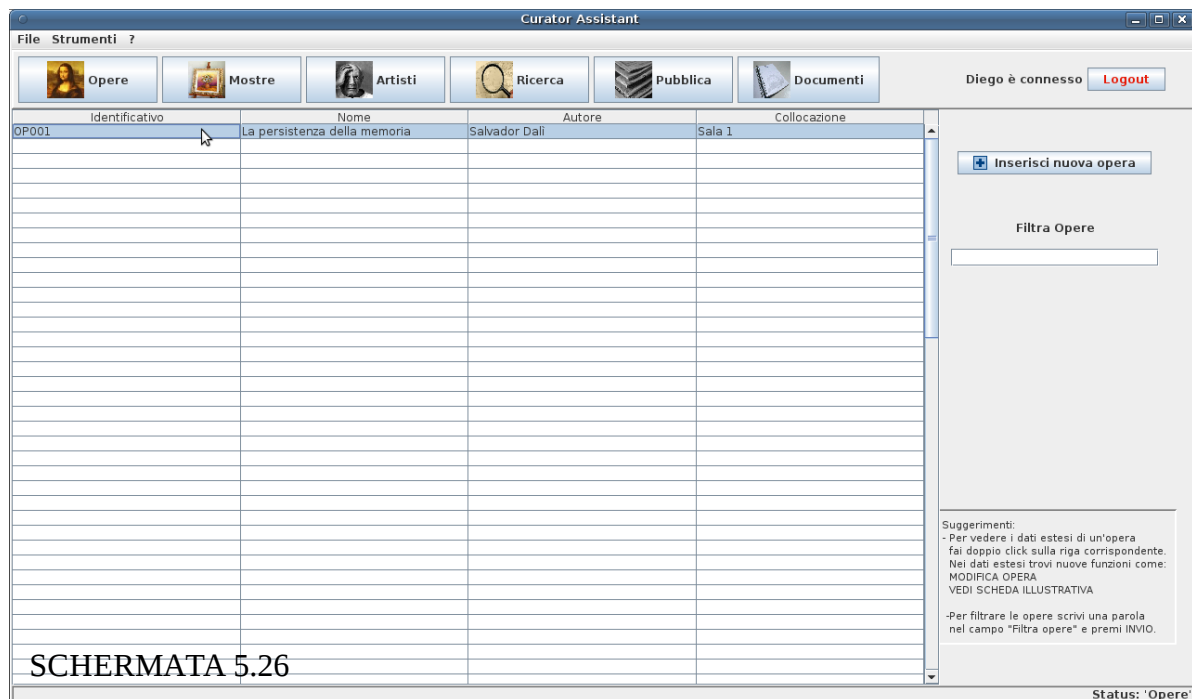 Curator Assistant
File Strumenti ?
Opere Mostre Artisti Ricerca Pubblica Documenti Diego è connesso Logout
Identificativo Nome Autore Collocazione
OP001 La persistenza della memoria Salvador Dalì Sala 1
Inserisci nuova opera
Filtra Opere
Suggerimenti:
- Per vedere i dati estesi di un'opera
fai doppio click sulla riga corrispondente.
Nei dati estesi trovi nuove funzioni come:
MODIFICA OPERA
VEDI SCHEDA ILLUSTRATIVA
-Per filtrare le opere scrivi una parola
nel campo "Filtra opere" e premi INVIO.
SCHERMATA 5.26
Status: 'Opere'